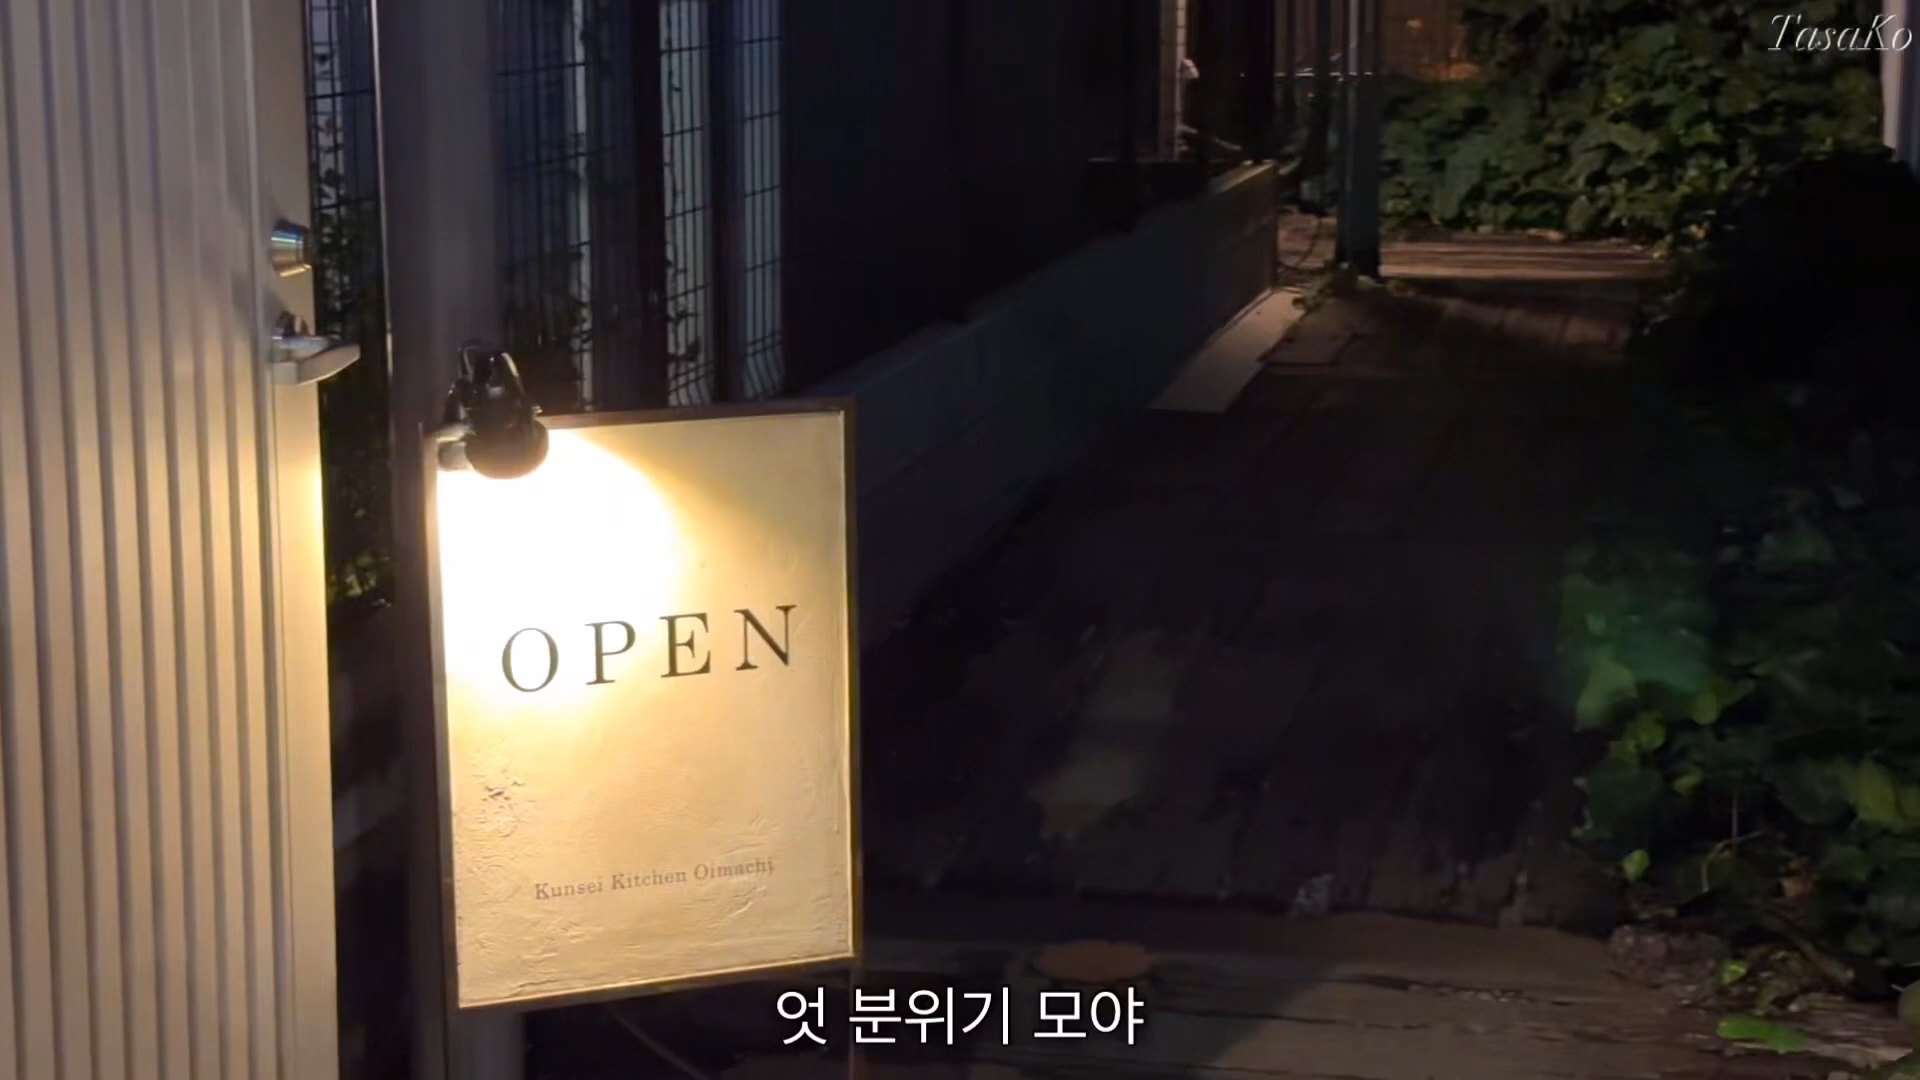 TasaKo
OPEN
Kunsei Kitchen Oimachi
엇 분위기 모야